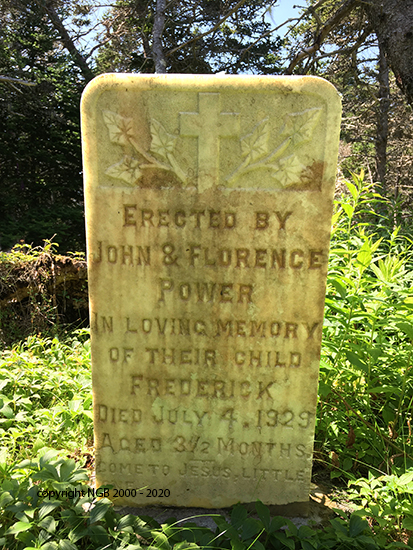 ERECTED BY
JOHN & FLORENCE
POWER
IN LOVING MEMORY
OF THEIR CHILD
FREDERICK
DIED JULY 4, 1929
AGED 3½ MONTHS
COME TO JESUS LITTLE
copyright NGB 2000 - 2020